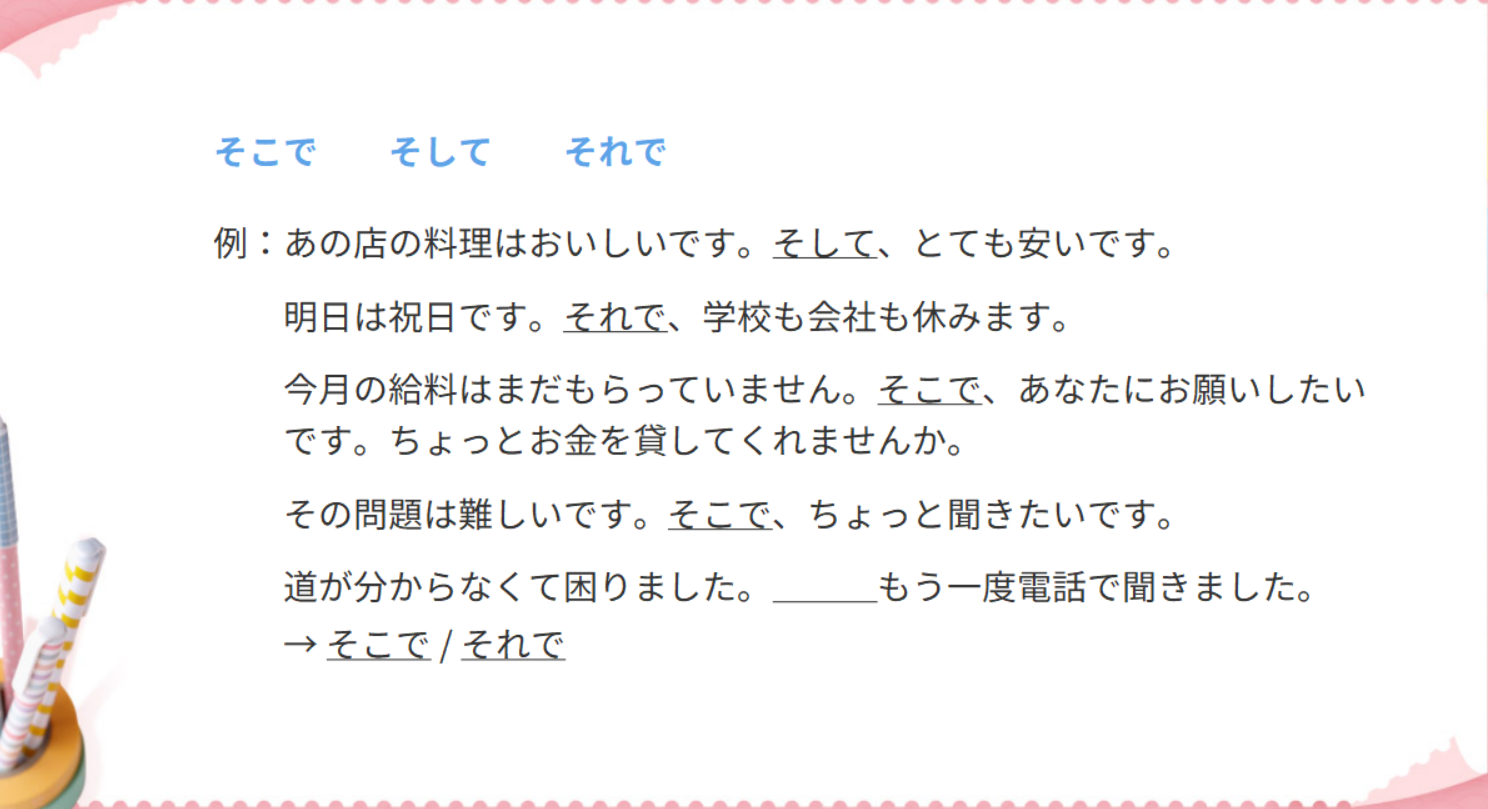 そこで　　そして　　それで
例：あの店の料理はおいしいです。そして、とても安いです。
明日は祝日です。それで、学校も会社も休みます。
今月の給料はまだもらっていません。そこで、あなたにお願いしたい
です。ちょっとお金を貸してくれませんか。
その問題は難しいです。そこで、ちょっと聞きたいです。
道が分からなくて困りました。______もう一度電話で聞きました。
→ そこで / それで